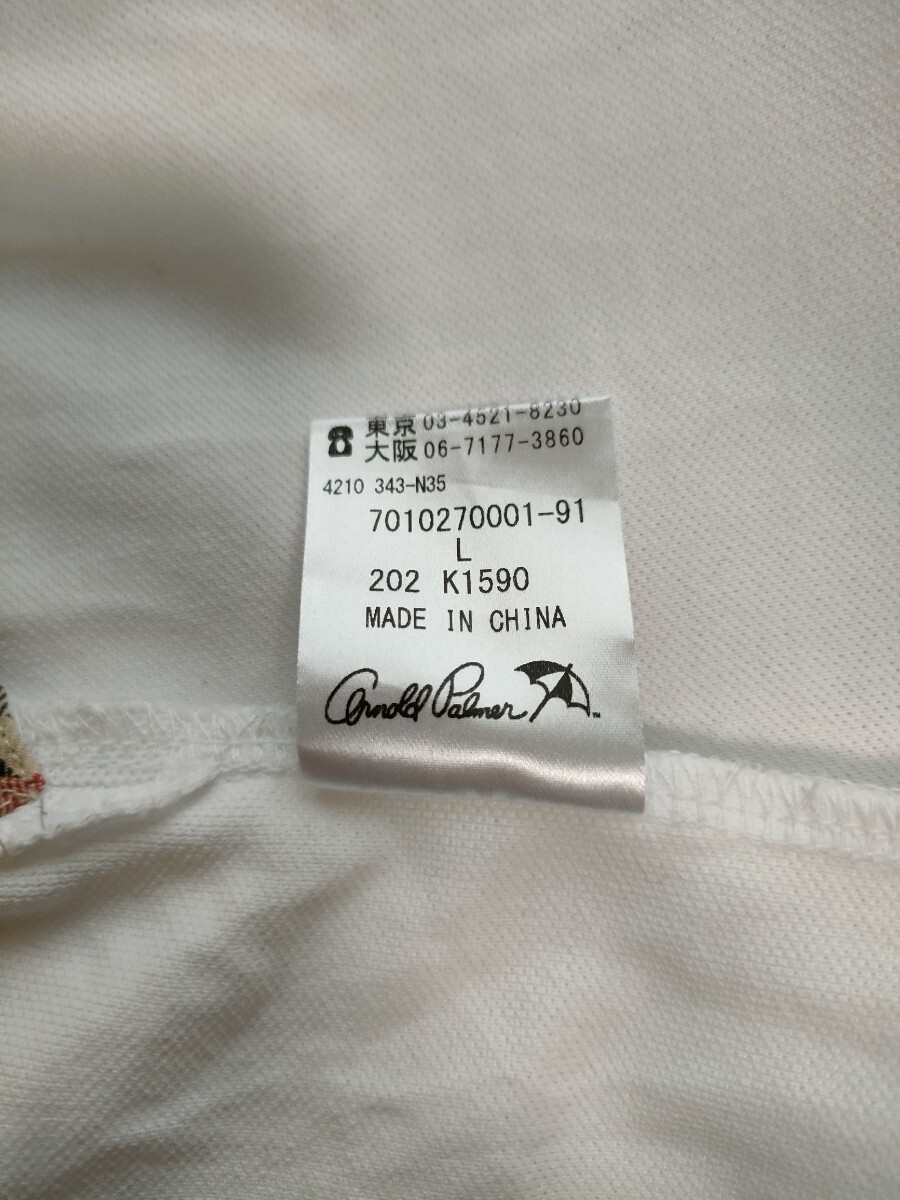 ☎ 東京 03-4521-8230
大阪 06-7177-3860
4210 343-N35
7010270001-91
L
202 K1590
MADE IN CHINA
Arnold Palmer™